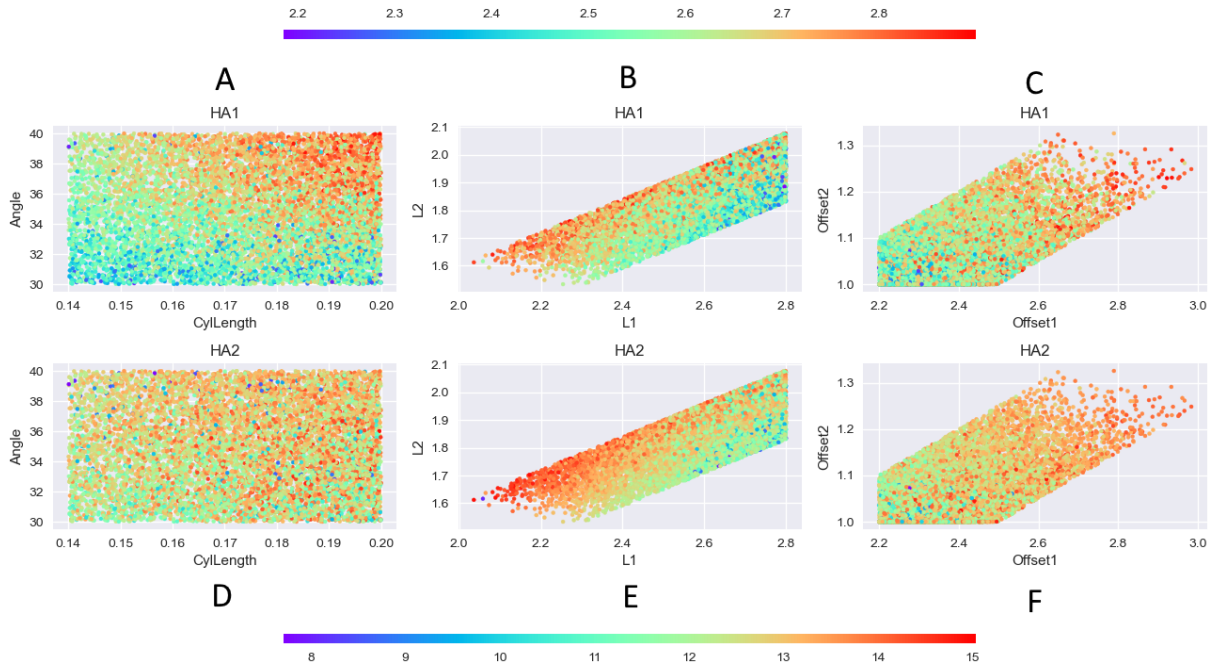 2.2 2.3 2.4 2.5 2.6 2.7 2.8
A B C
HA1 HA1 HA1
40 38 36 34 32 30
Angle
0.14 0.15 0.16 0.17 0.18 0.19 0.20
CylLength
2.1 2.0 1.9 1.8 1.7 1.6
L2
2.0 2.2 2.4 2.6 2.8
L1
1.3 1.2 1.1 1.0
Offset2
2.2 2.4 2.6 2.8 3.0
Offset1
HA2 HA2 HA2
40 38 36 34 32 30
Angle
0.14 0.15 0.16 0.17 0.18 0.19 0.20
CylLength
2.1 2.0 1.9 1.8 1.7 1.6
L2
2.0 2.2 2.4 2.6 2.8
L1
1.3 1.2 1.1 1.0
Offset2
2.2 2.4 2.6 2.8 3.0
Offset1
D E F
8 9 10 11 12 13 14 15